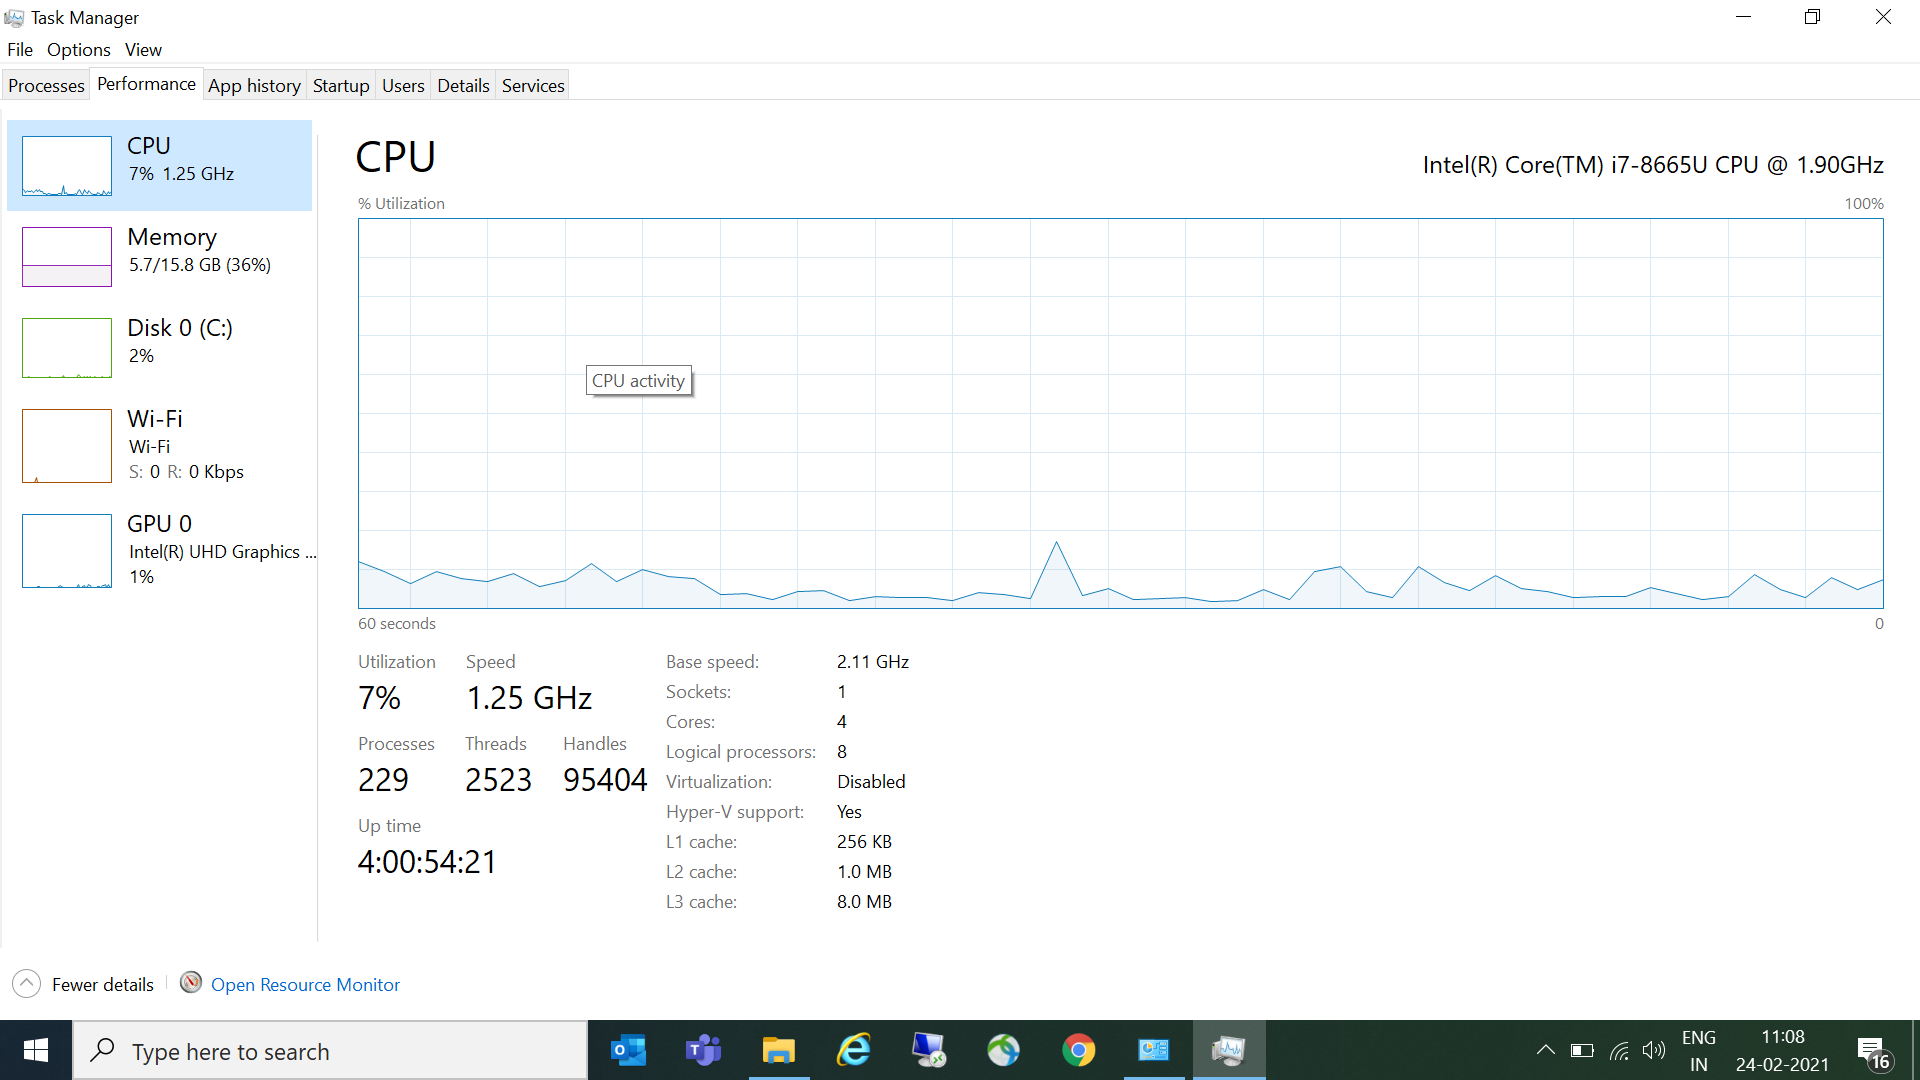 Task Manager
File Options View
Processes Performance App history Startup Users Details Services
CPU
7% 1.25 GHz
Memory
5.7/15.8 GB (36%)
Disk 0 (C:)
2%
Wi-Fi
Wi-Fi
S: 0 R: 0 Kbps
GPU 0
Intel(R) UHD Graphics ...
1%
CPU
Intel(R) Core(TM) i7-8665U CPU @ 1.90GHz
% Utilization 100%
CPU activity
60 seconds 0
Utilization Speed
7% 1.25 GHz
Processes Threads Handles
229 2523 95404
Up time
4:00:54:21
Base speed: 2.11 GHz
Sockets: 1
Cores: 4
Logical processors: 8
Virtualization: Disabled
Hyper-V support: Yes
L1 cache: 256 KB
L2 cache: 1.0 MB
L3 cache: 8.0 MB
Fewer details Open Resource Monitor
Type here to search
ENG
IN
11:08
24-02-2021
16